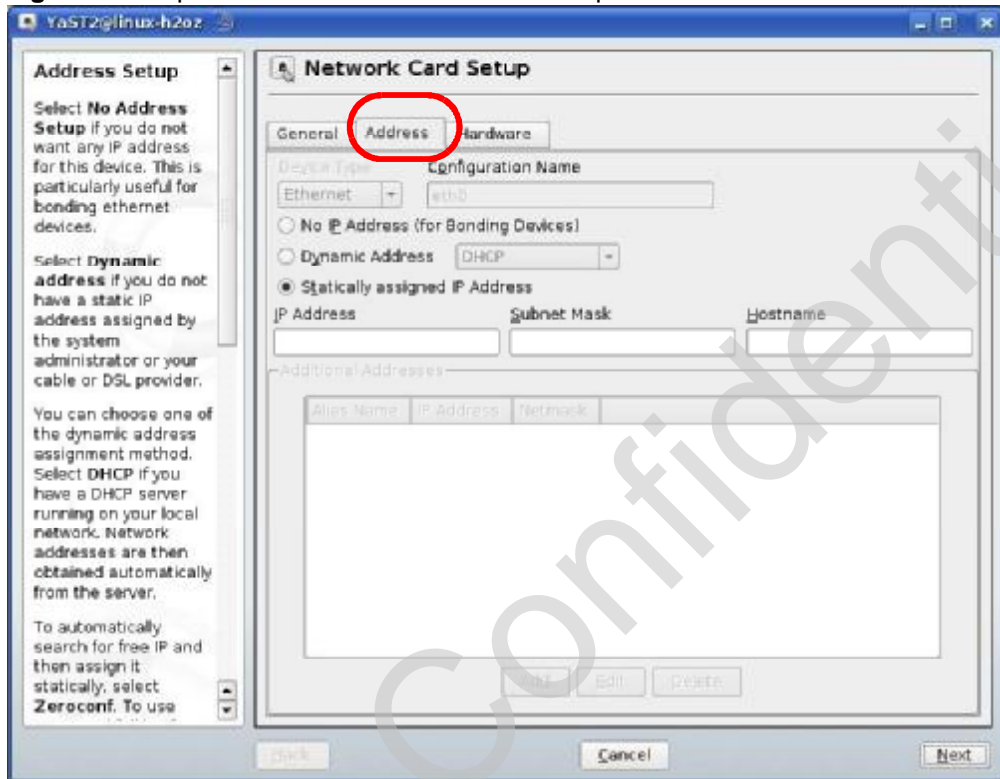 YaST2@linux-h2oz
Address Setup
Select No Address
Setup if you do not
want any IP address
for this device. This is
particularly useful for
bonding ethernet
devices.
Select Dynamic
address if you do not
have a static IP
address assigned by
the system
administrator or your
cable or DSL provider.
You can choose one of
the dynamic address
assignment method.
Select DHCP if you
have a DHCP server
running on your local
network. Network
addresses are then
obtained automatically
from the server.
To automatically
search for free IP and
then assign it
statically, select
Zeroconf. To use
Network Card Setup
General Address Hardware
Device Type Configuration Name
Ethernet eth0
No IP Address (for Bonding Devices)
Dynamic Address DHCP
Statically assigned IP Address
IP Address Subnet Mask Hostname
Additional Addresses
Alias Name IP Address Netmask
Add Edit Delete
Back Cancel Next
Confidenti